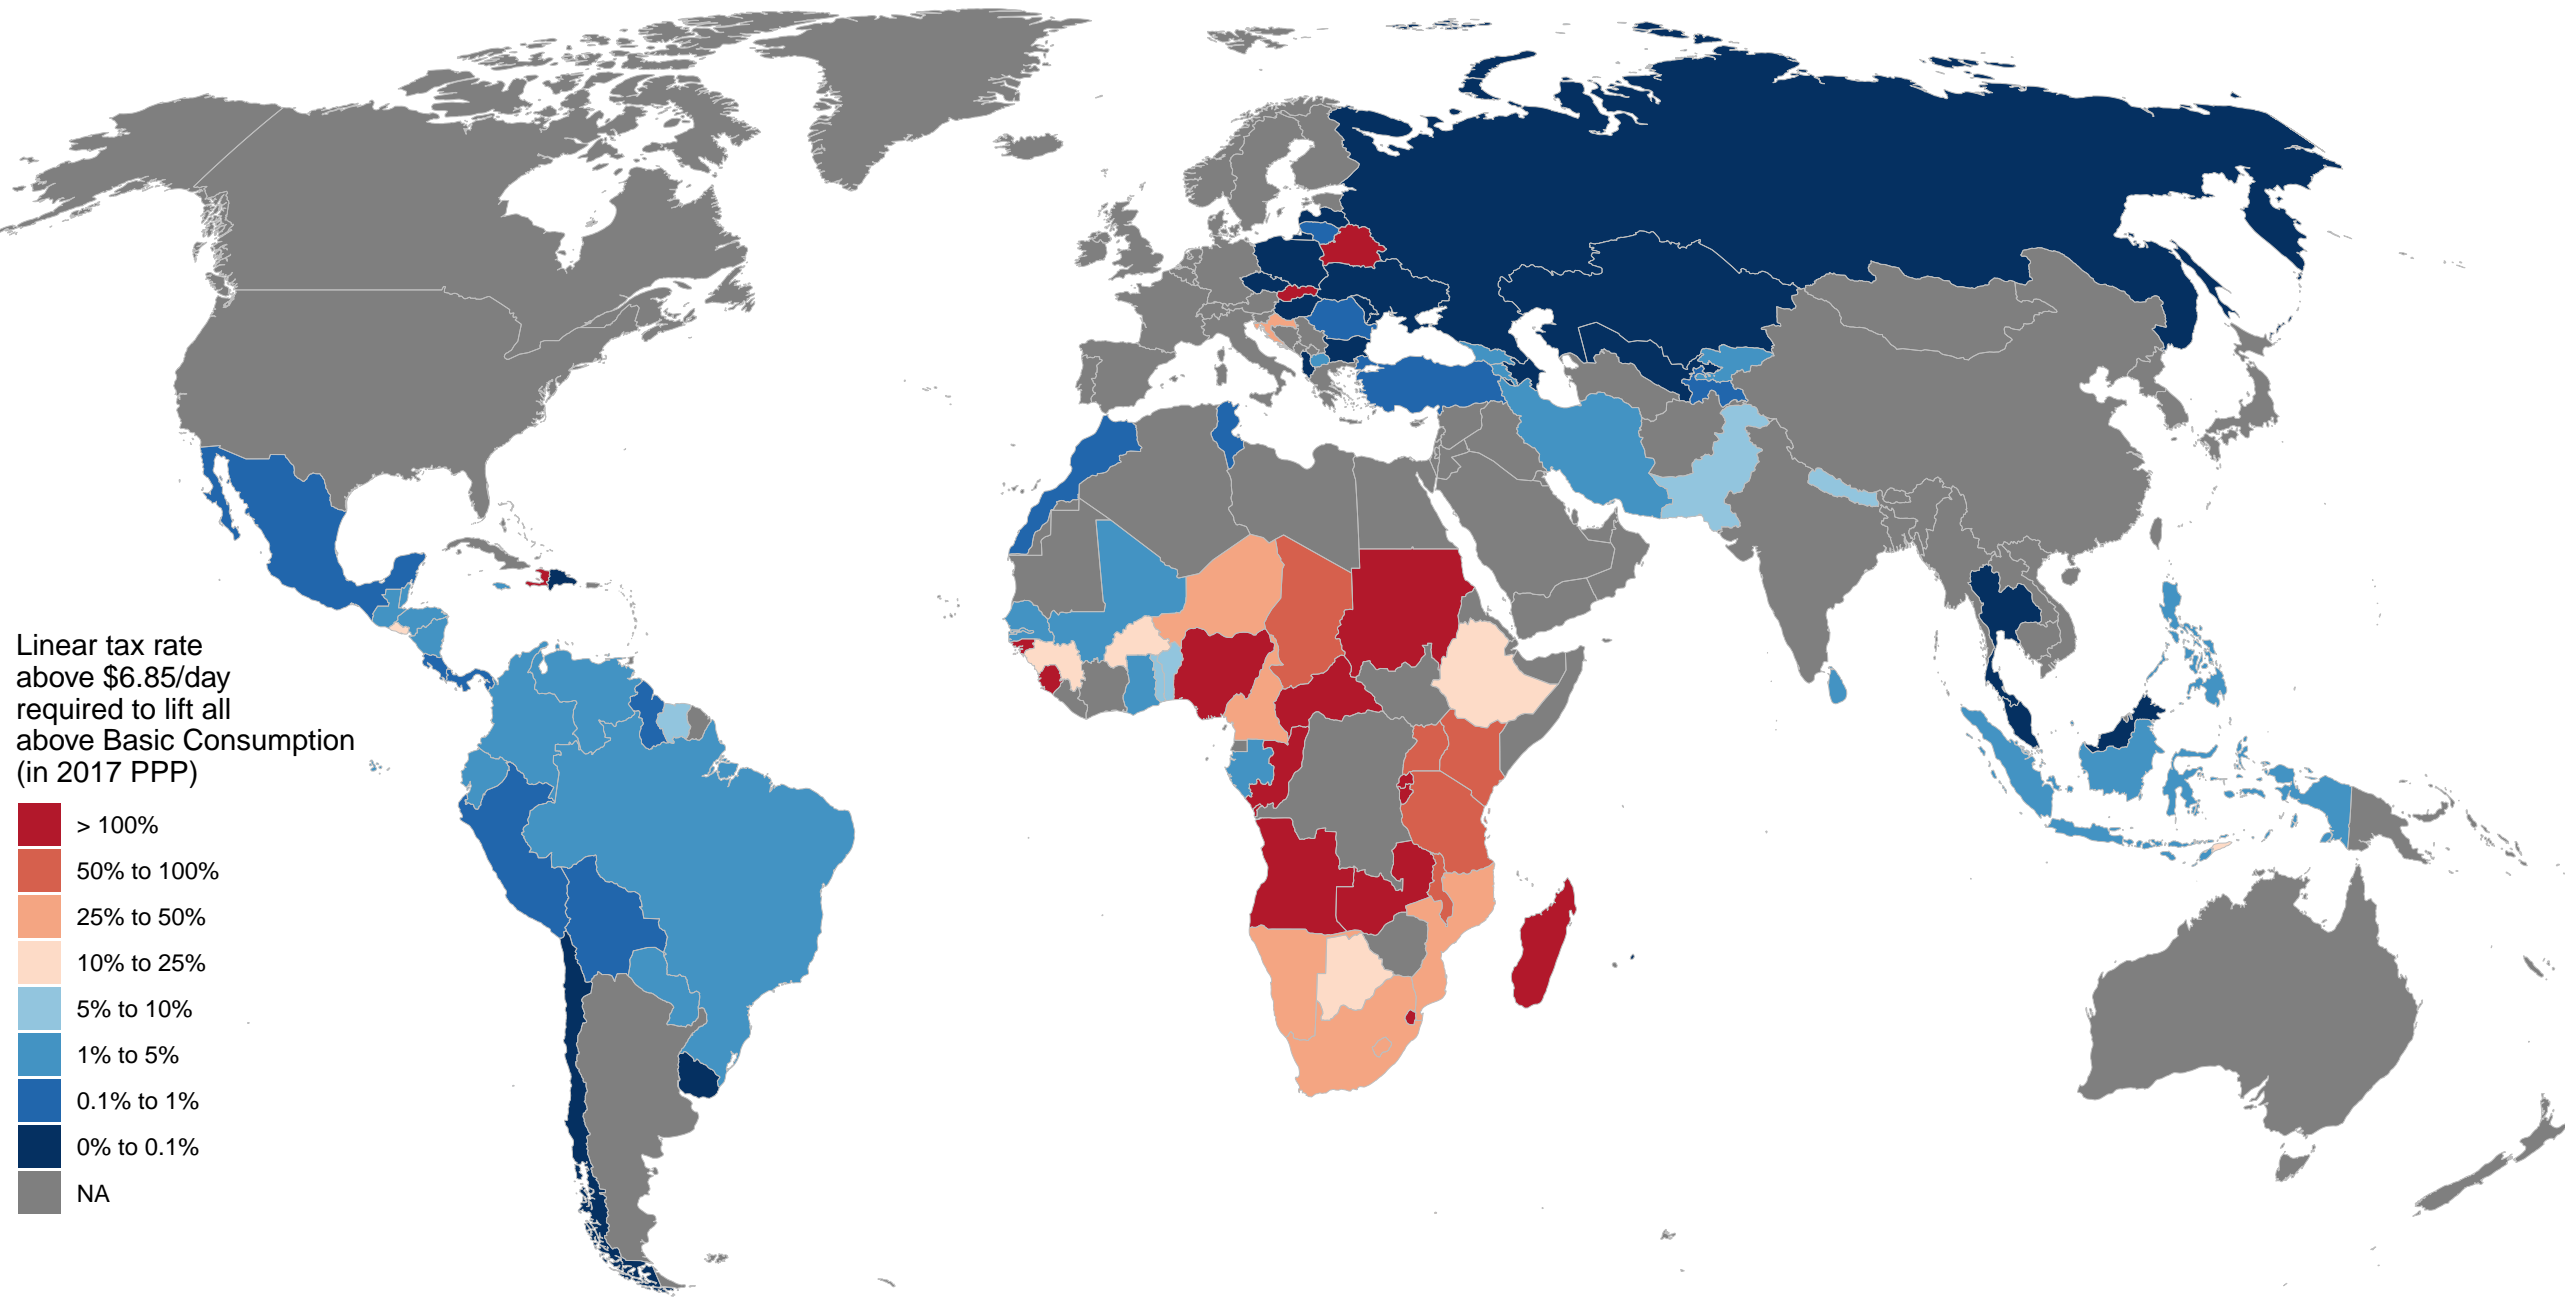 Linear tax rate
above $6.85/day
required to lift all
above Basic Consumption
(in 2017 PPP)
> 100%
50% to 100%
25% to 50%
10% to 25%
5% to 10%
1% to 5%
0.1% to 1%
0% to 0.1%
NA